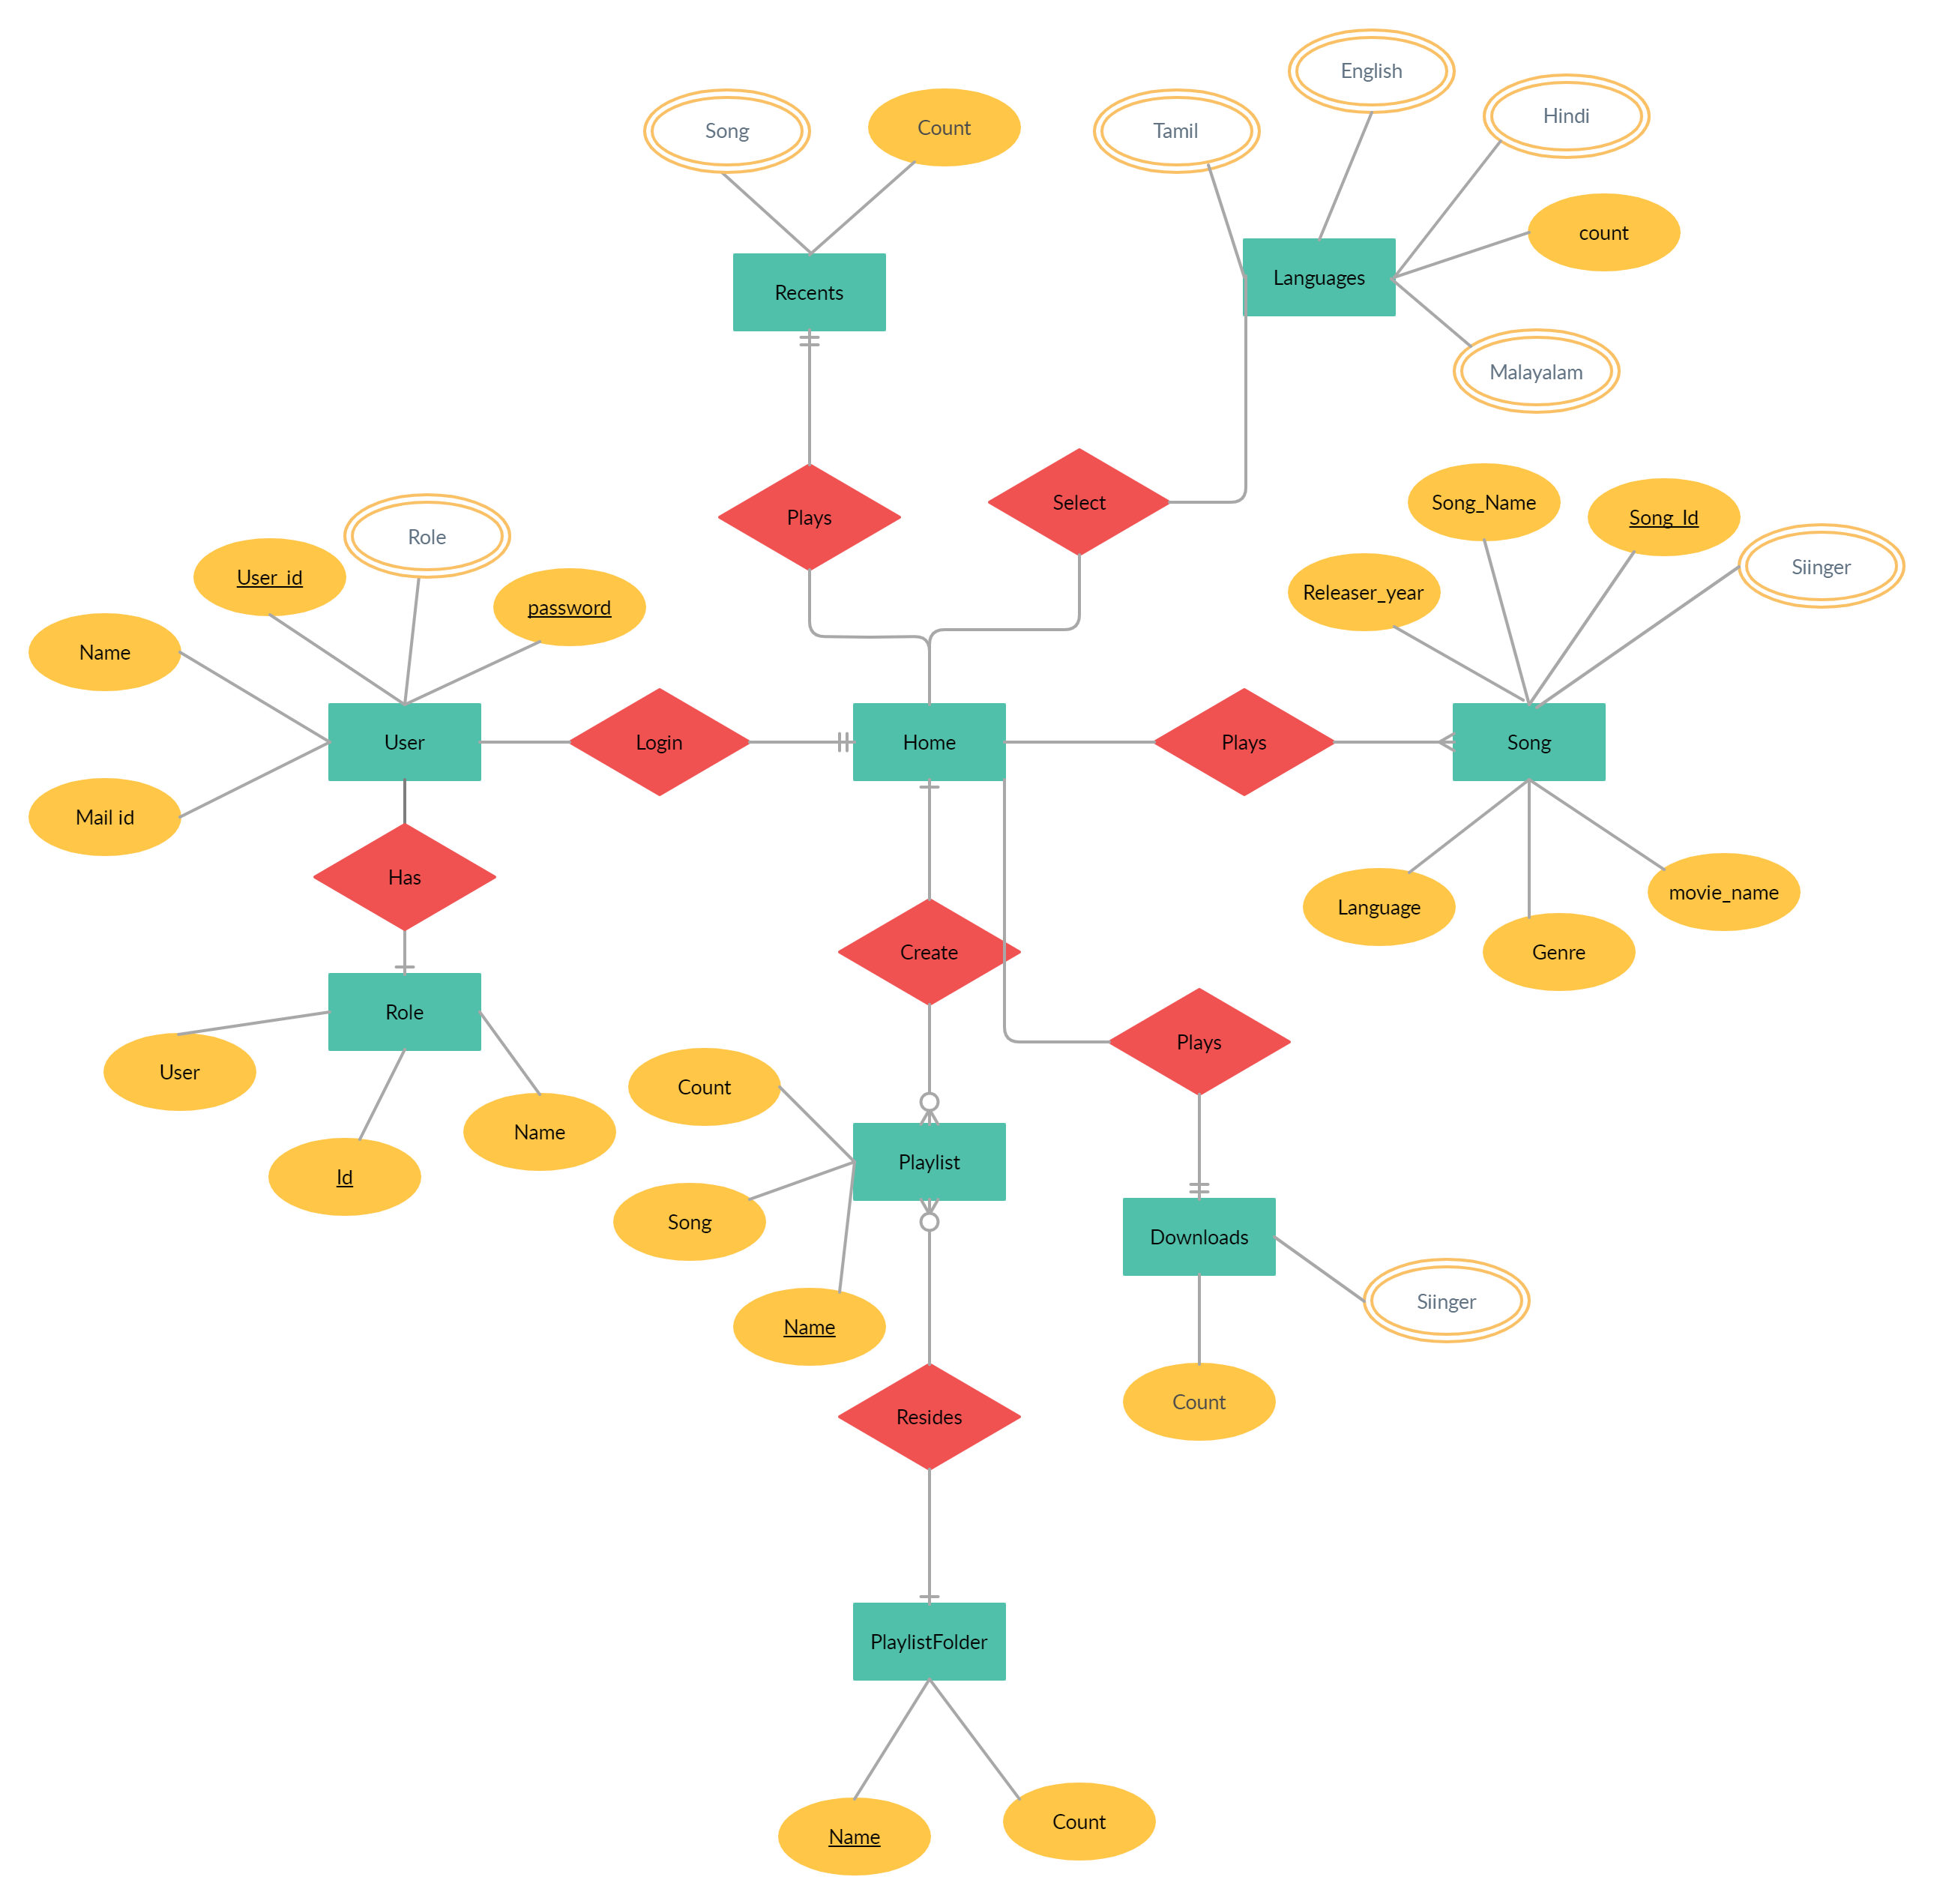 English
Hindi
Song
Count
Tamil
count
Languages
Recents
Malayalam
Select
Song_Name
Plays
Song_Id
Role
Siinger
User_id
Releaser_year
password
Name
User
Login
Home
Plays
Song
Mail id
Has
movie_name
Language
Create
Genre
Role
Plays
User
Count
Name
Playlist
Id
Song
Downloads
Siinger
Name
Count
Resides
PlaylistFolder
Count
Name